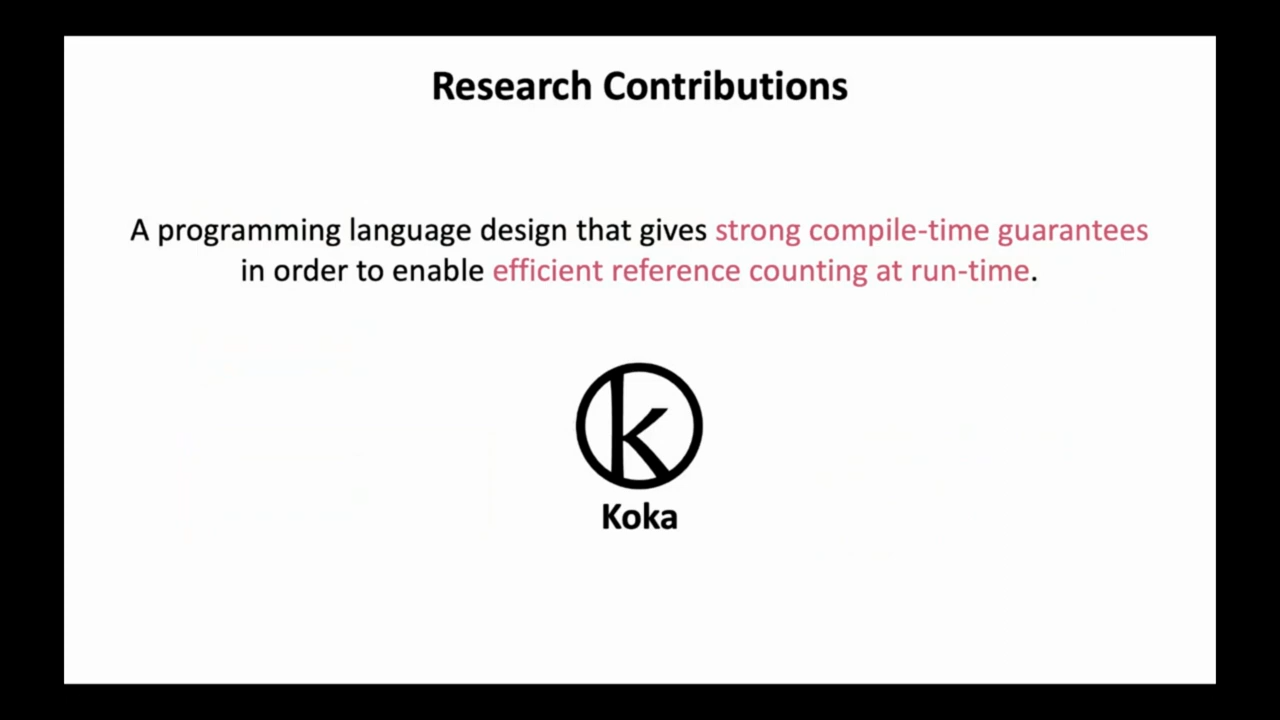 Research Contributions
A programming language design that gives strong compile-time guarantees
in order to enable efficient reference counting at run-time.
k
Koka